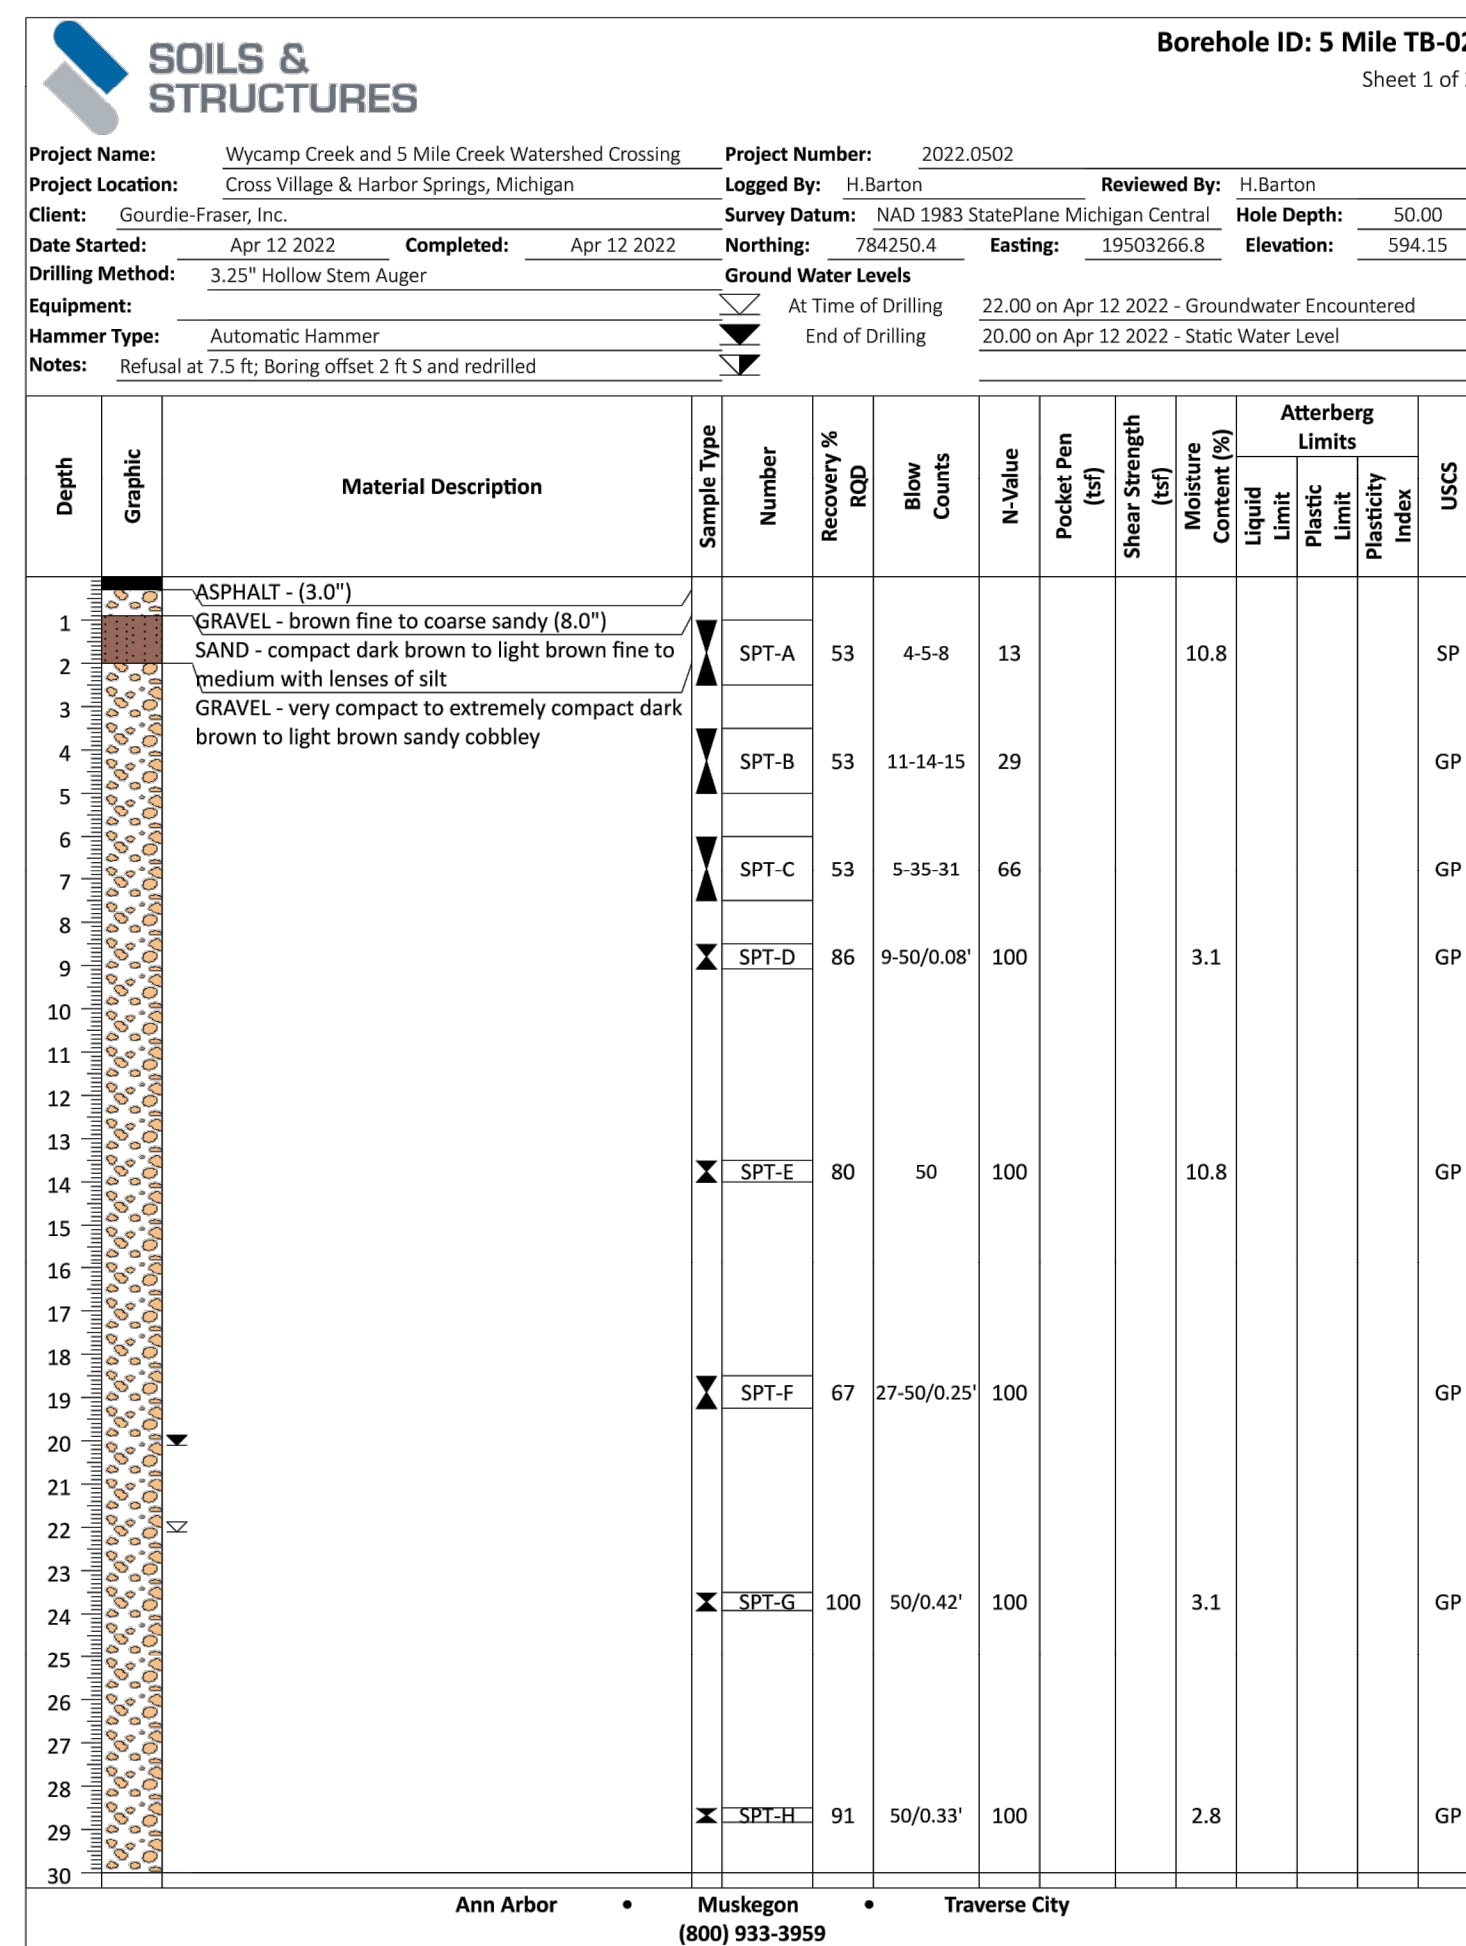 SOILS &
STRUCTURES
Borehole ID: 5 Mile TB-02
Sheet 1 of
Project Name: Wycamp Creek and 5 Mile Creek Watershed Crossing Project Number: 2022.0502
Project Location: Cross Village & Harbor Springs, Michigan Logged By: H.Barton Reviewed By: H.Barton
Client: Gourdie-Fraser, Inc. Survey Datum: NAD 1983 StatePlane Michigan Central Hole Depth: 50.00
Date Started: Apr 12 2022 Completed: Apr 12 2022 Northing: 784250.4 Easting: 19503266.8 Elevation: 594.15
Drilling Method: 3.25" Hollow Stem Auger Ground Water Levels
Equipment: At Time of Drilling 22.00 on Apr 12 2022 - Groundwater Encountered
Hammer Type: Automatic Hammer End of Drilling 20.00 on Apr 12 2022 - Static Water Level
Notes: Refusal at 7.5 ft; Boring offset 2 ft S and redrilled
Depth Graphic Material Description Sample Type Number Recovery % RQD Blow Counts N-Value Pocket Pen (tsf) Shear Strength (tsf) Moisture Content (%) Atterberg Limits Liquid Limit Plastic Limit Plasticity Index USCS
ASPHALT - (3.0")
1 GRAVEL - brown fine to coarse sandy (8.0")
SAND - compact dark brown to light brown fine to SPT-A 53 4-5-8 13 10.8 SP
2 medium with lenses of silt
3 GRAVEL - very compact to extremely compact dark
brown to light brown sandy cobbley
4 SPT-B 53 11-14-15 29 GP
5
6
7 SPT-C 53 5-35-31 66 GP
8
9 SPT-D 86 9-50/0.08' 100 3.1 GP
10
11
12
13
14 SPT-E 80 50 100 10.8 GP
15
16
17
18
19 SPT-F 67 27-50/0.25' 100 GP
20
21
22
23
24 SPT-G 100 50/0.42' 100 3.1 GP
25
26
27
28
29 SPT-H 91 50/0.33' 100 2.8 GP
30
Ann Arbor • Muskegon • Traverse City
(800) 933-3959